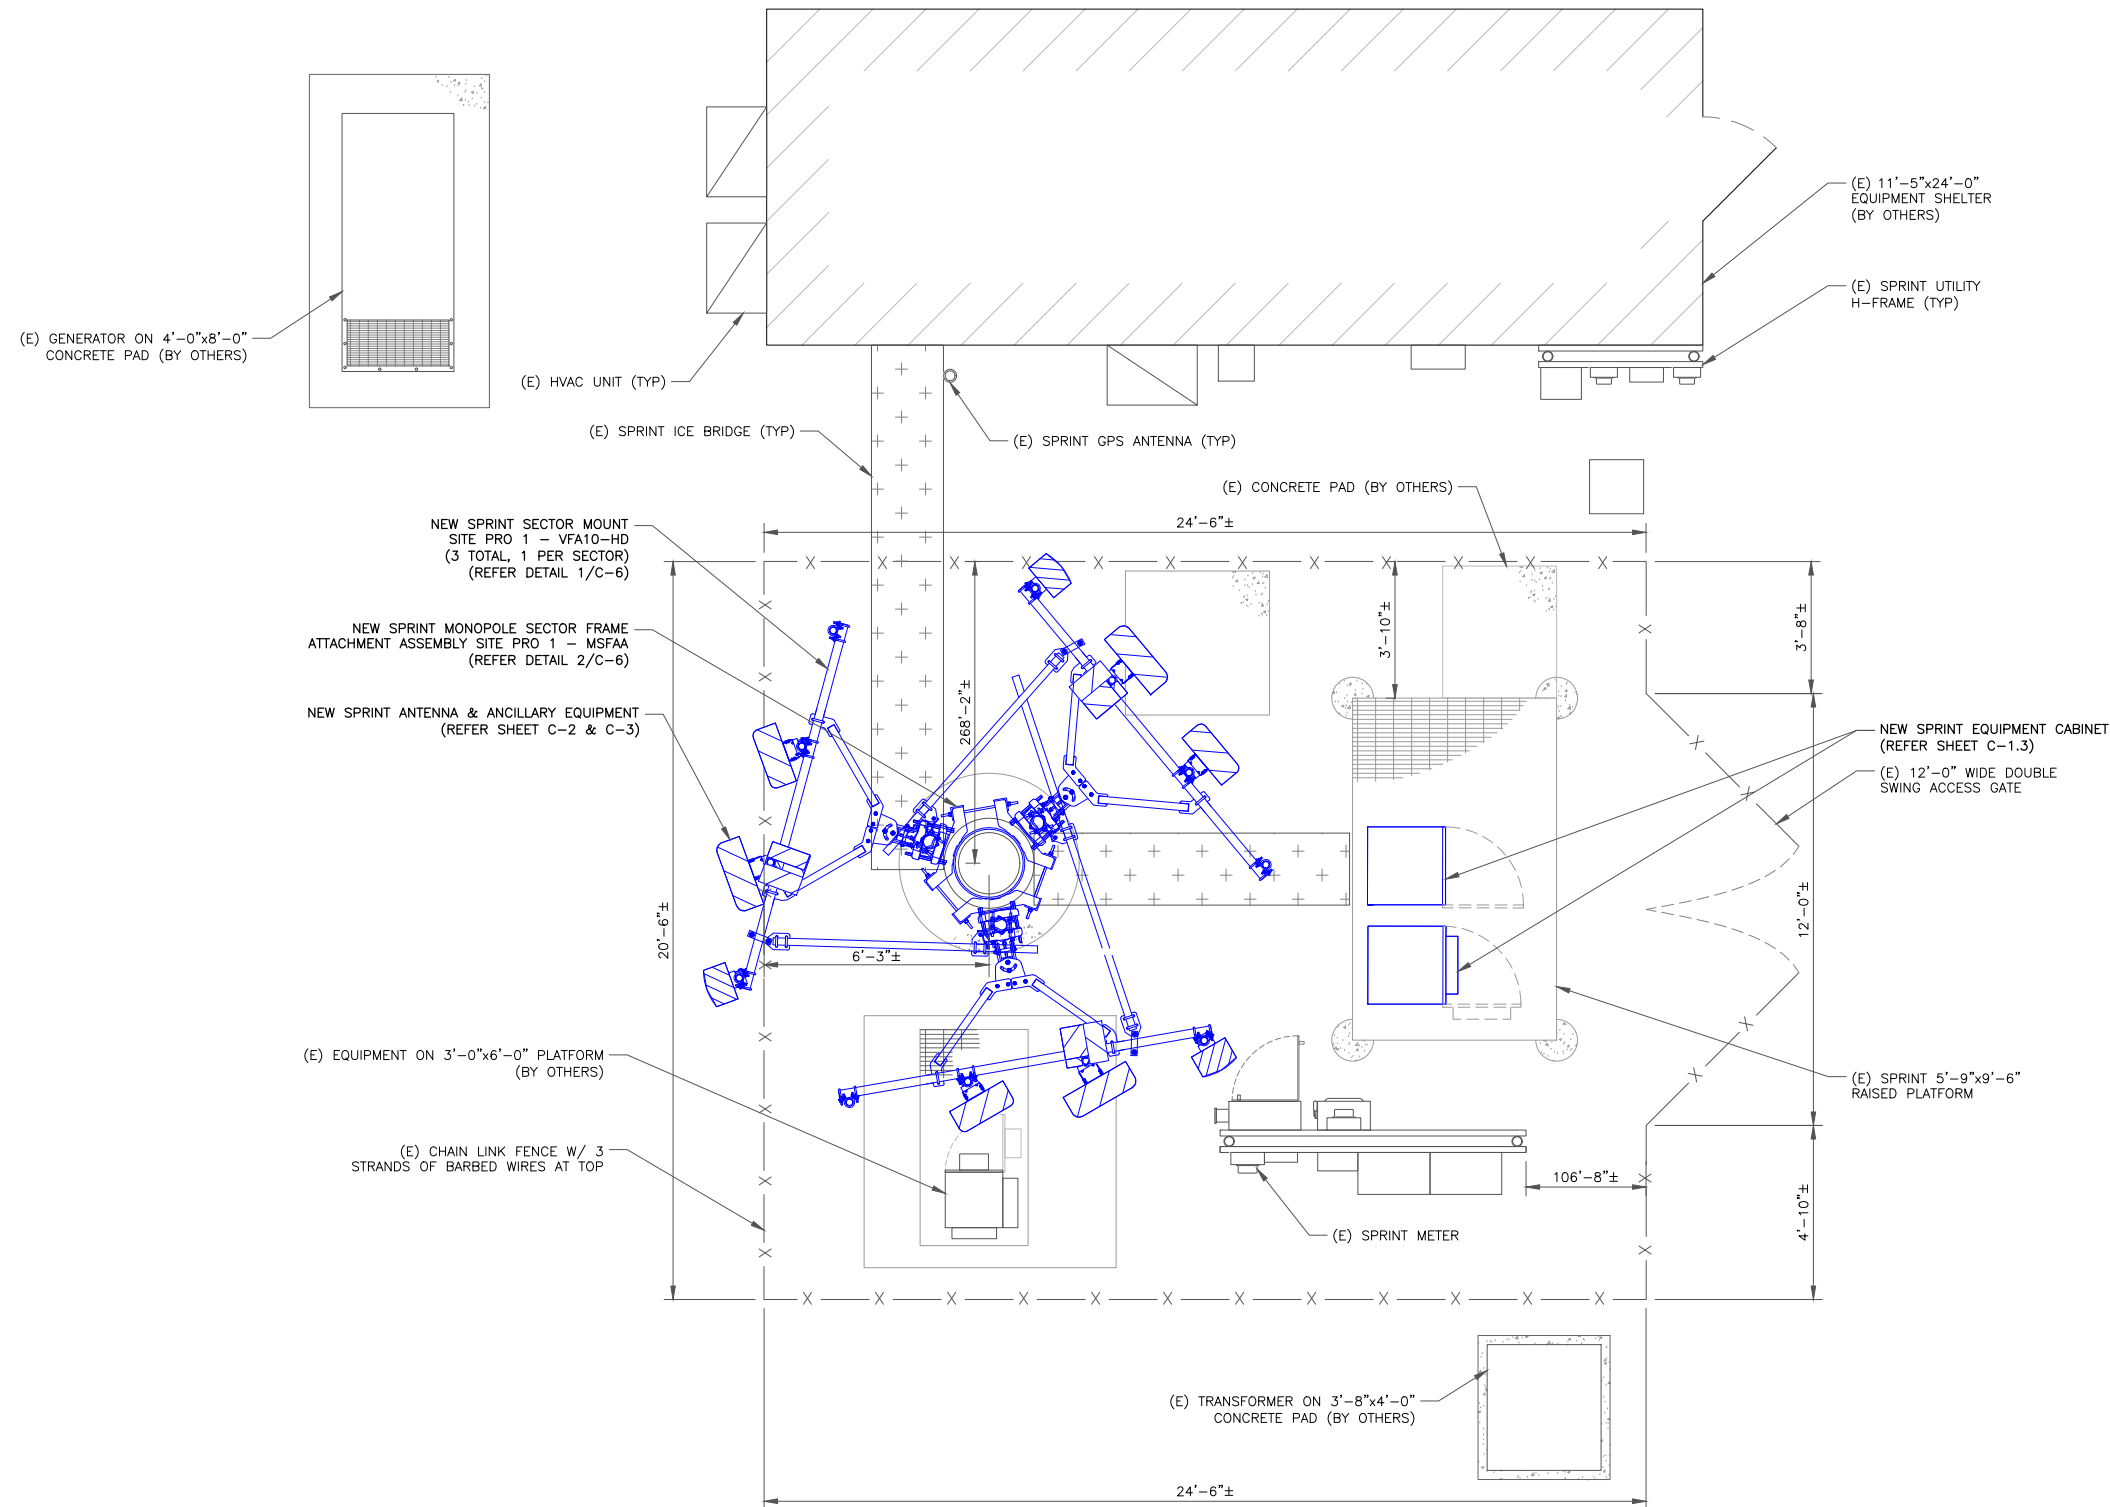 (E) 11'-5"x24'-0"
EQUIPMENT SHELTER
(BY OTHERS)
(E) SPRINT UTILITY
H-FRAME (TYP)
(E) GENERATOR ON 4'-0"x8'-0"
CONCRETE PAD (BY OTHERS)
(E) HVAC UNIT (TYP)
(E) SPRINT ICE BRIDGE (TYP)
(E) SPRINT GPS ANTENNA (TYP)
(E) CONCRETE PAD (BY OTHERS)
24'-6"±
NEW SPRINT SECTOR MOUNT
SITE PRO 1 - VFA10-HD
(3 TOTAL, 1 PER SECTOR)
(REFER DETAIL 1/C-6)
NEW SPRINT MONOPOLE SECTOR FRAME
ATTACHMENT ASSEMBLY SITE PRO 1 - MSFAA
(REFER DETAIL 2/C-6)
3'-10"±
3'-8"±
268'-2"±
NEW SPRINT ANTENNA & ANCILLARY EQUIPMENT
(REFER SHEET C-2 & C-3)
NEW SPRINT EQUIPMENT CABINET
(REFER SHEET C-1.3)
(E) 12'-0" WIDE DOUBLE
SWING ACCESS GATE
20'-6"±
6'-3"±
12'-0"±
(E) EQUIPMENT ON 3'-0"x6'-0" PLATFORM
(BY OTHERS)
(E) SPRINT 5'-9"x9'-6"
RAISED PLATFORM
(E) CHAIN LINK FENCE W/ 3
STRANDS OF BARBED WIRES AT TOP
106'-8"±
4'-10"±
(E) SPRINT METER
(E) TRANSFORMER ON 3'-8"x4'-0"
CONCRETE PAD (BY OTHERS)
24'-6"±